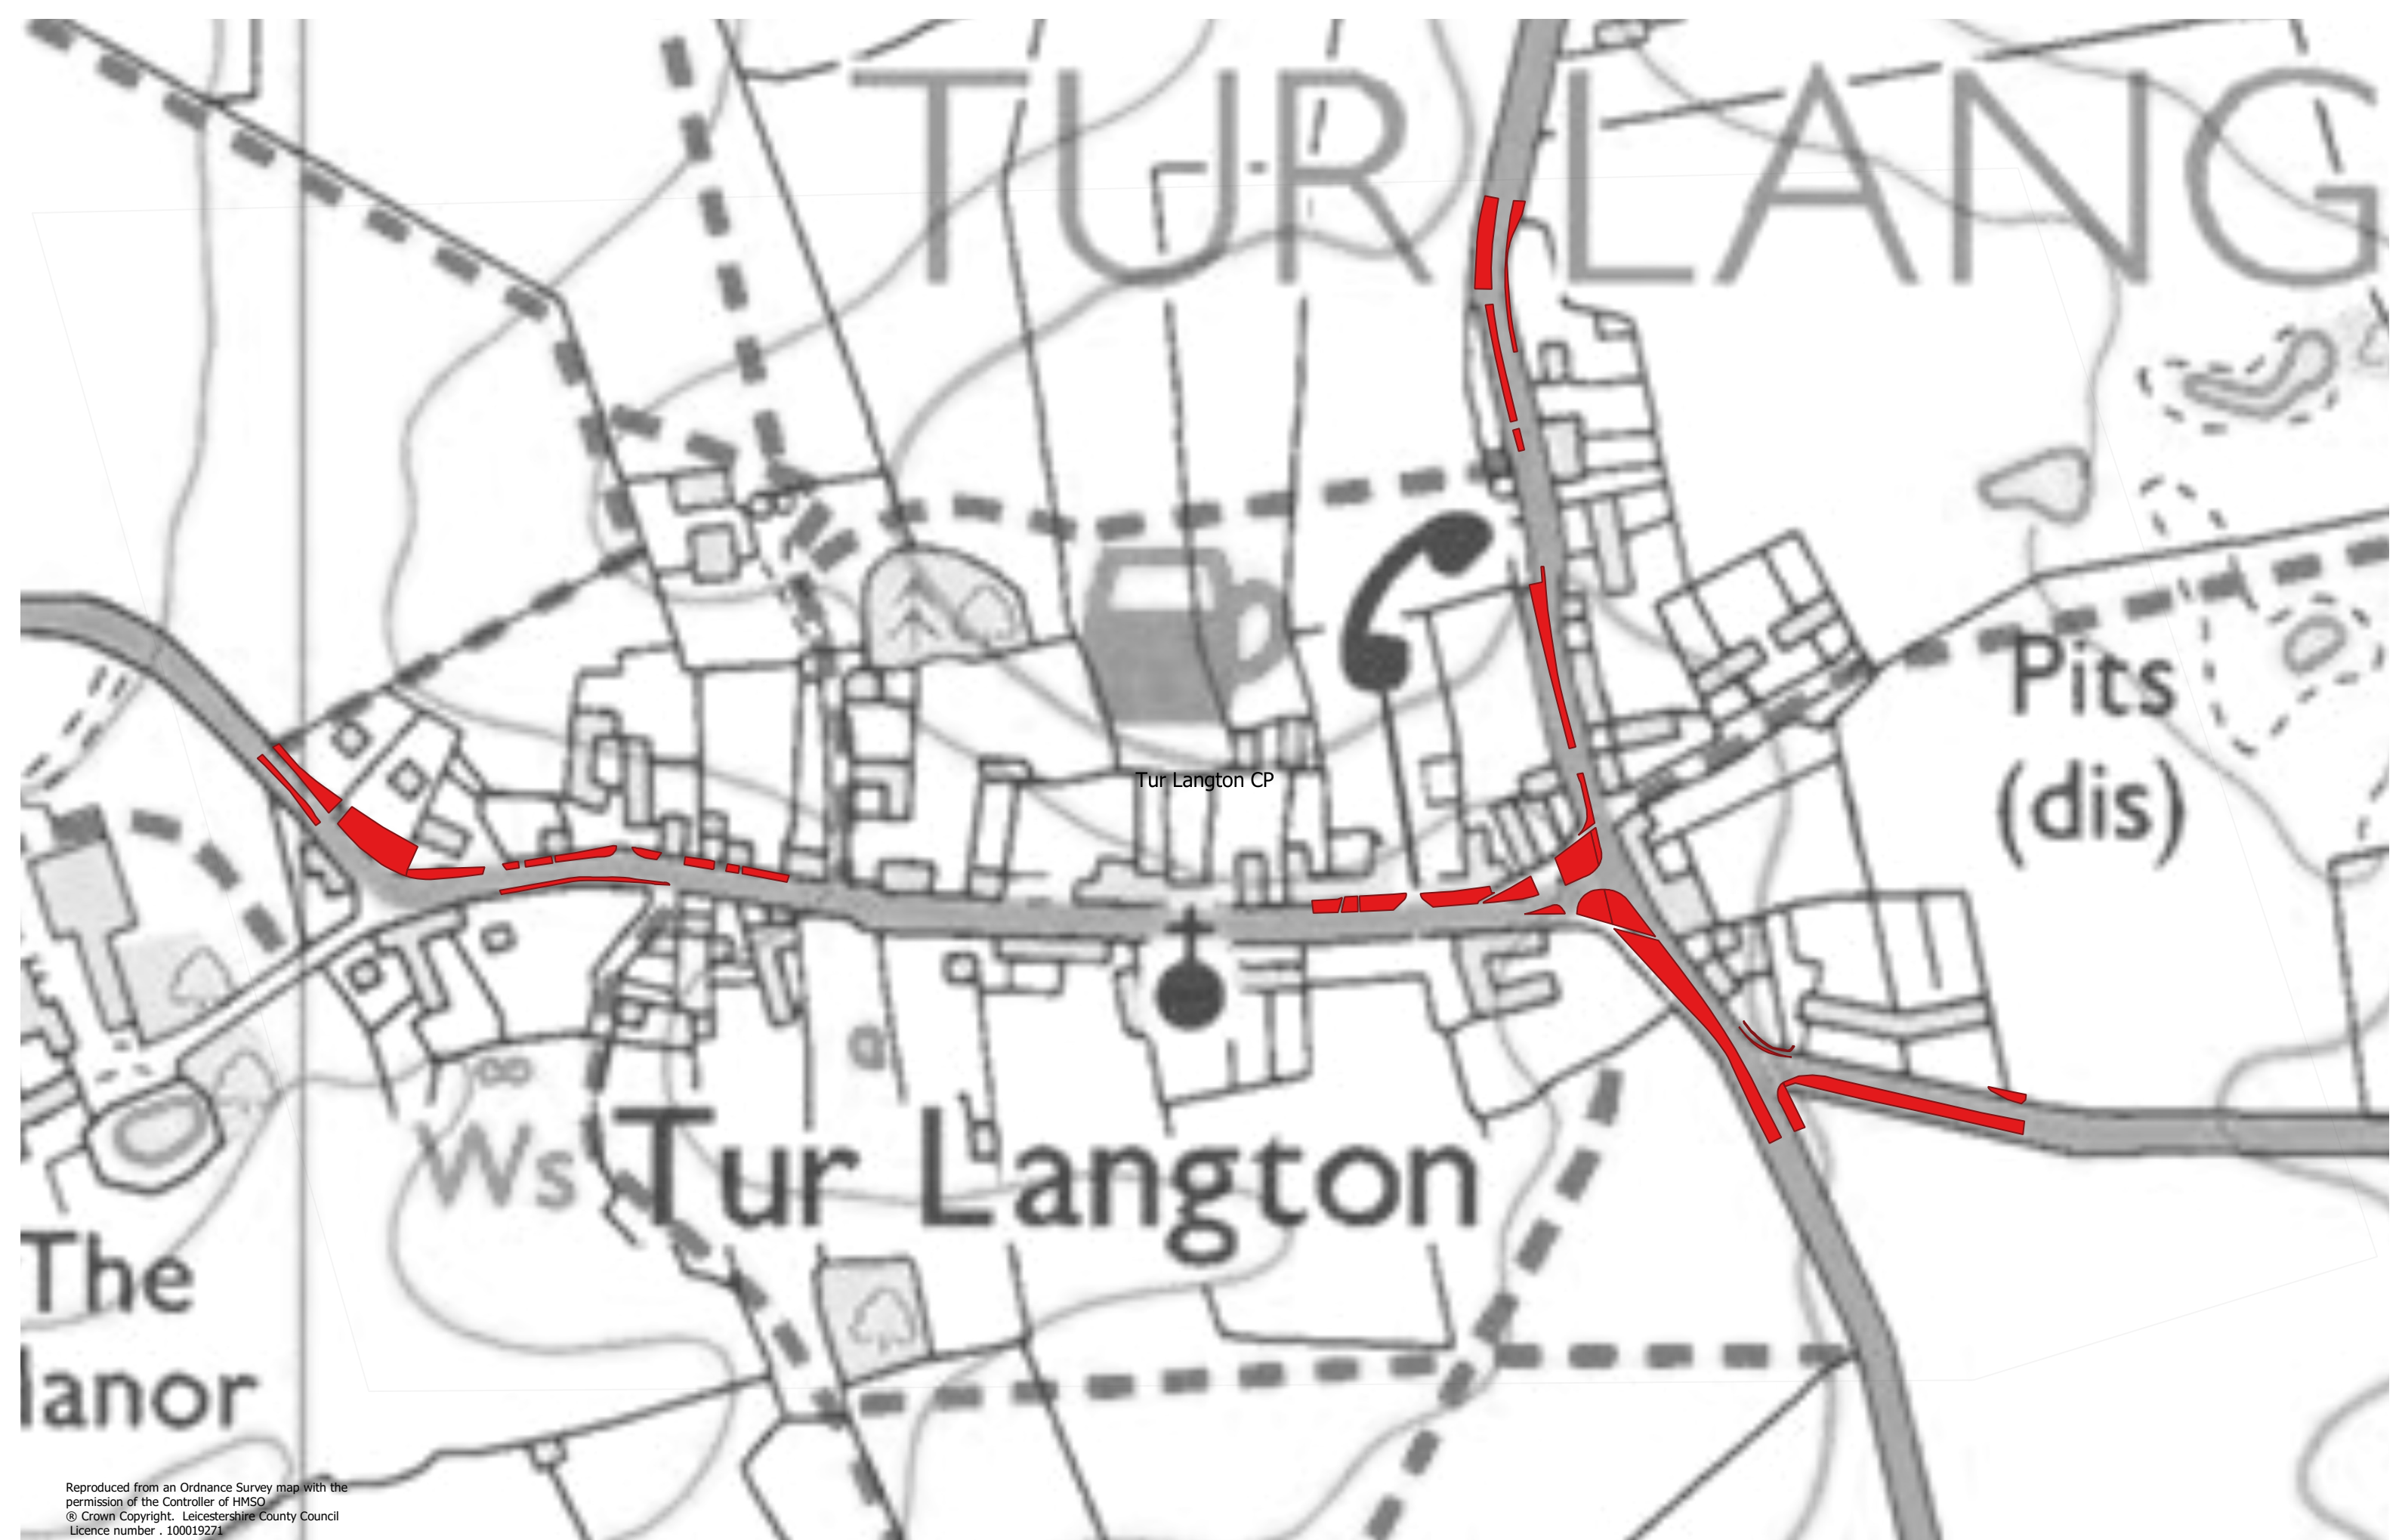 TUR LANG
Pits
(dis)
Tur Langton CP
Ws
Tur Langton
The
lanor
Reproduced from an Ordnance Survey map with the
permission of the Controller of HMSO
® Crown Copyright. Leicestershire County Council
Licence number . 100019271